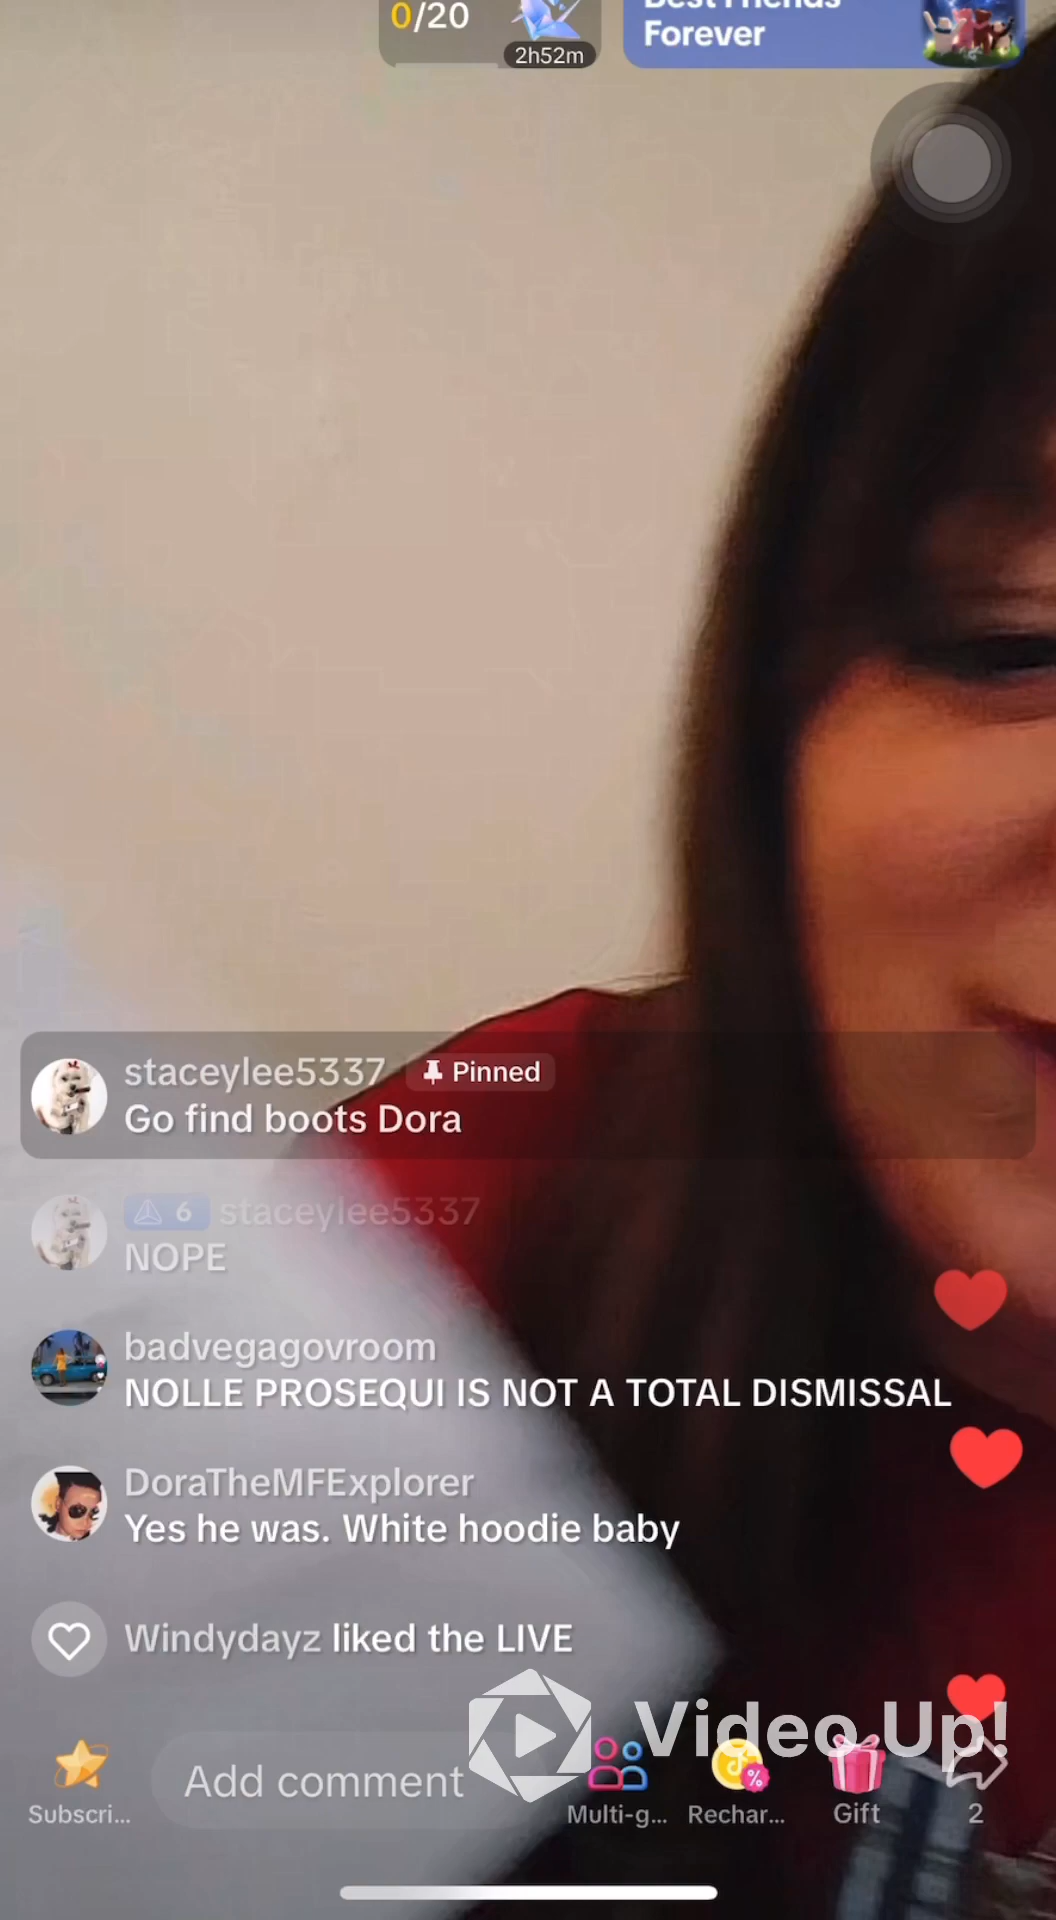 0/20
2h52m
Best Friends
Forever
staceylee5337 Pinned
Go find boots Dora
6 staceylee5337
NOPE
badvegagovroom
NOLLE PROSEQUI IS NOT A TOTAL DISMISSAL
DoraTheMFExplorer
Yes he was. White hoodie baby
Windydayz liked the LIVE
Video Up!
Add comment
Subscri...
Multi-g...
Rechar...
Gift
2